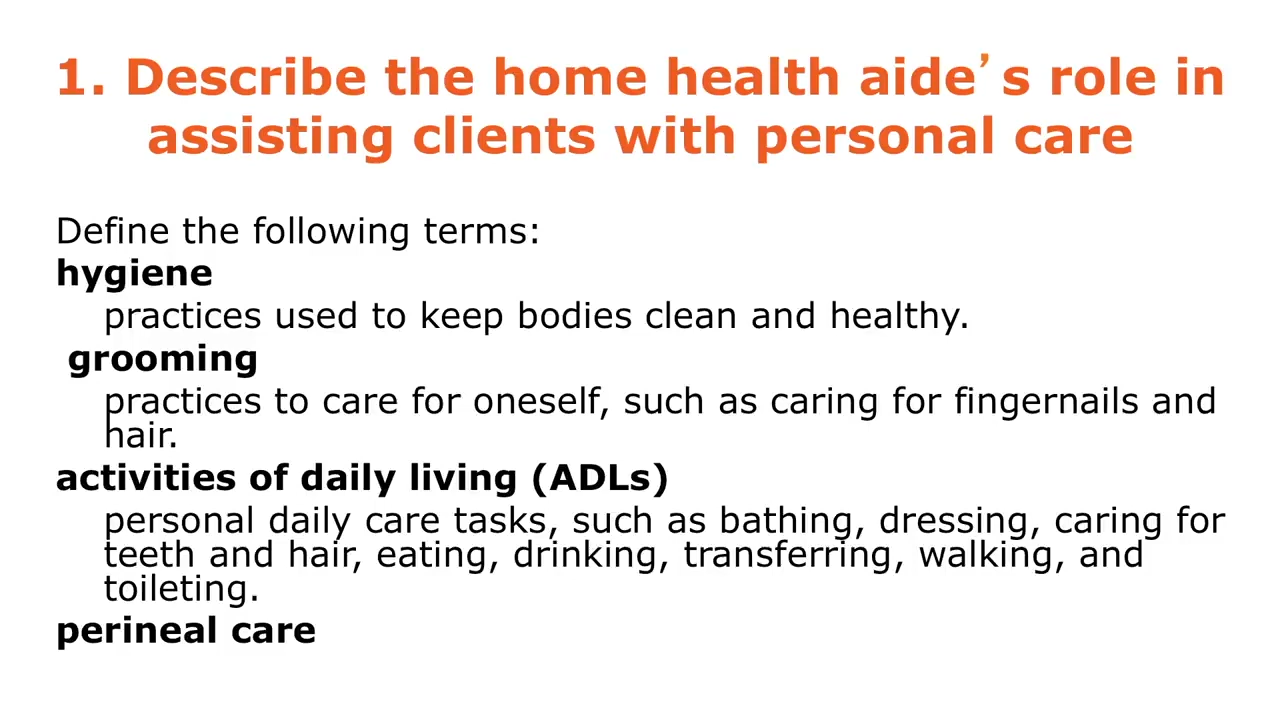 1. Describe the home health aide’s role in
assisting clients with personal care
Define the following terms:
hygiene
practices used to keep bodies clean and healthy.
grooming
practices to care for oneself, such as caring for fingernails and
hair.
activities of daily living (ADLs)
personal daily care tasks, such as bathing, dressing, caring for
teeth and hair, eating, drinking, transferring, walking, and
toileting.
perineal care